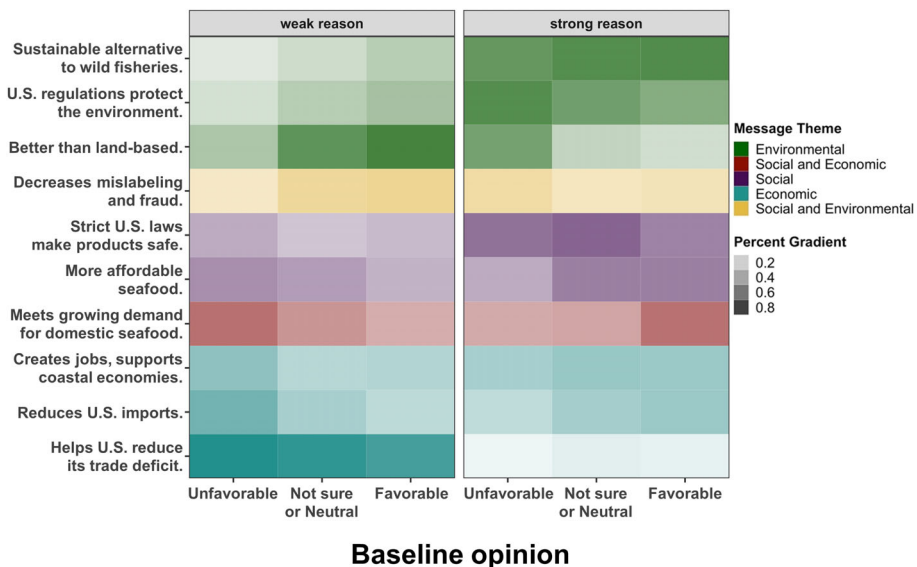 weak reason
strong reason
Sustainable alternative
to wild fisheries.
U.S. regulations protect
the environment.
Better than land-based.
Decreases mislabeling
and fraud.
Strict U.S. laws
make products safe.
More affordable
seafood.
Meets growing demand
for domestic seafood.
Creates jobs, supports
coastal economies.
Reduces U.S. imports.
Helps U.S. reduce
its trade deficit.
Unfavorable
Not sure
or Neutral
Favorable
Unfavorable
Not sure
or Neutral
Favorable
Baseline opinion
Message Theme
Environmental
Social and Economic
Social
Economic
Social and Environmental
Percent Gradient
0.2
0.4
0.6
0.8